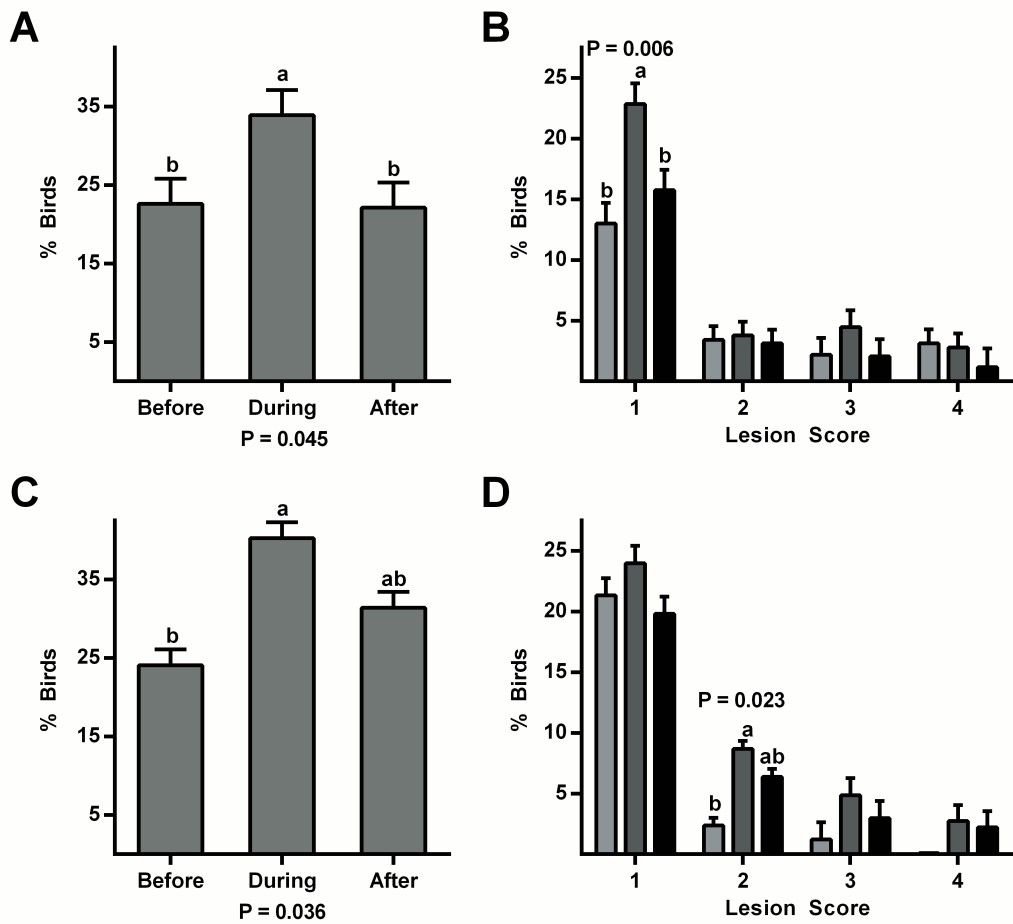 A
% Birds
35
25
15
5
b
a
b
Before During After
P = 0.045
B
P = 0.006
% Birds
25
20
15
10
5
b
a
b
1 2 3 4
Lesion Score
C
% Birds
35
25
15
5
b
a
ab
Before During After
P = 0.036
D
% Birds
25
20
15
10
5
P = 0.023
b
a
ab
1 2 3 4
Lesion Score